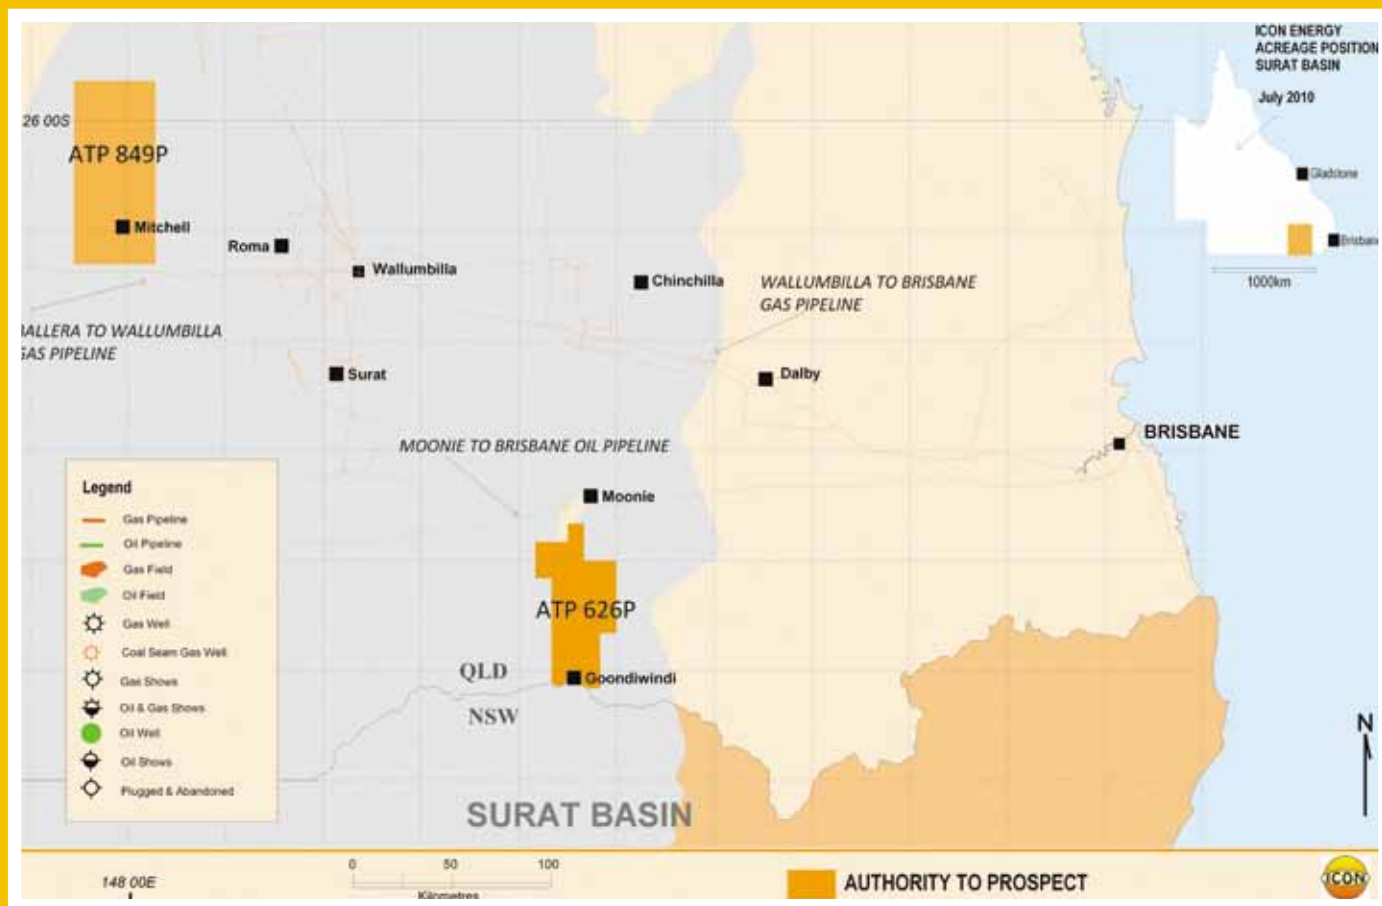 ICON ENERGY
ACREAGE POSITION
SURAT BASIN
July 2010
26 00S
ATP 849P
Gladstone
Mitchell
Roma
Brisbane
Wallumbilla
Chinchilla
WALLUMBILLA TO BRISBANE
GAS PIPELINE
1000km
BALLERA TO WALLUMBILLA
GAS PIPELINE
Surat
Dalby
MOONIE TO BRISBANE OIL PIPELINE
BRISBANE
Legend
Moonie
Gas Pipeline
Oil Pipeline
Gas Field
Oil Field
Gas Well
Coal Seam Gas Well
Gas Shows
Oil & Gas Shows
Oil Well
Oil Shows
Plugged & Abandoned
ATP 626P
QLD
Goondiwindi
NSW
N
SURAT BASIN
148 00E
0 50 100
Kilometres
AUTHORITY TO PROSPECT
ICON